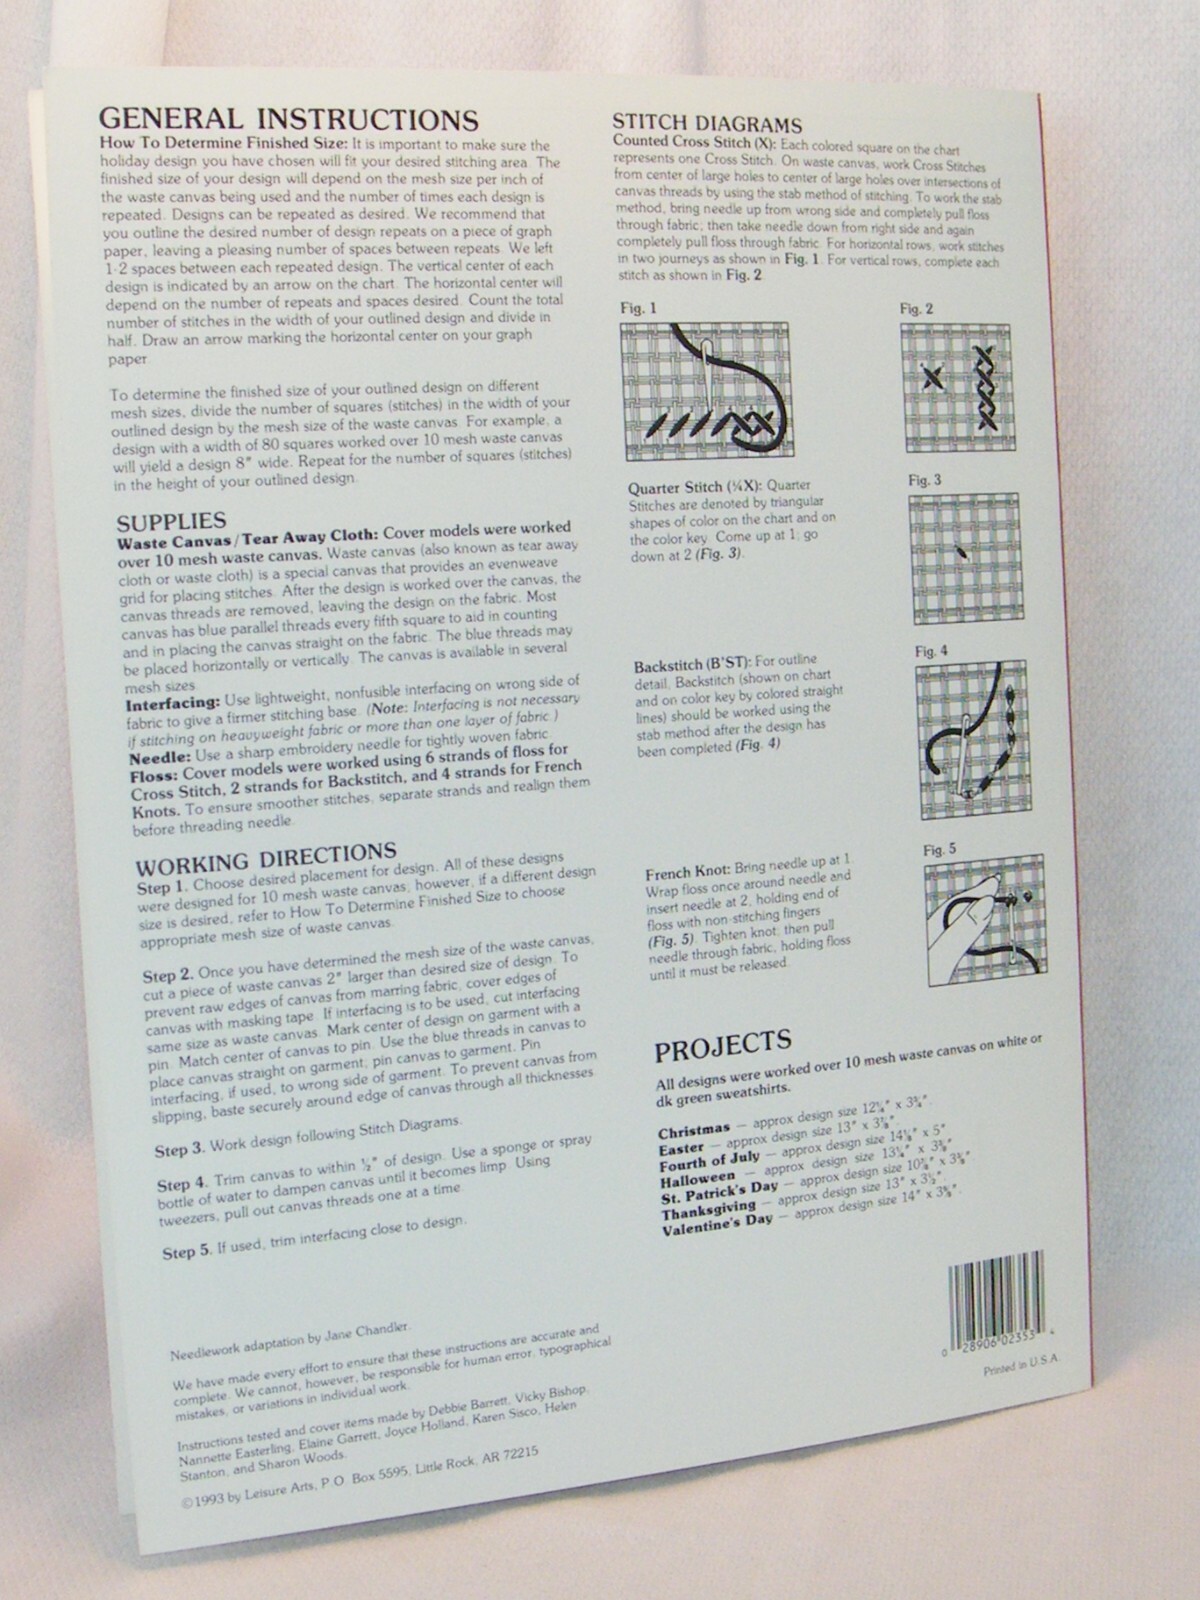 GENERAL INSTRUCTIONS
How To Determine Finished Size: It is important to make sure the
holiday design you have chosen will fit your desired stitching area. The
finished size of your design will depend on the mesh size per inch of
the waste canvas being used and the number of times each design is
repeated. Designs can be repeated as desired. We recommend that
you outline the desired number of design repeats on a piece of graph
paper, leaving a pleasing number of spaces between repeats. We left
1-2 spaces between each repeated design. The vertical center of each
design is indicated by an arrow on the chart. The horizontal center will
depend on the number of repeats and spaces desired. Count the total
number of stitches in the width of your outlined design and divide in
half. Draw an arrow marking the horizontal center on your graph
paper.
To determine the finished size of your outlined design on different
mesh sizes, divide the number of squares (stitches) in the width of your
outlined design by the mesh size of the waste canvas. For example, a
design with a width of 80 squares worked over 10 mesh waste canvas
will yield a design 8" wide. Repeat for the number of squares (stitches)
in the height of your outlined design.
SUPPLIES
Waste Canvas/Tear Away Cloth: Cover models were worked
over 10 mesh waste canvas. Waste canvas (also known as tear away
cloth or waste cloth) is a special canvas that provides an evenweave
grid for placing stitches. After the design is worked over the canvas, the
canvas threads are removed, leaving the design on the fabric. Most
canvas has blue parallel threads every fifth square to aid in counting
and in placing the canvas straight on the fabric. The blue threads may
be placed horizontally or vertically. The canvas is available in several
mesh sizes.
Interfacing: Use lightweight, nonfusible interfacing on wrong side of
fabric to give a firmer stitching base. (Note: Interfacing is not necessary
if stitching on heavyweight fabric or more than one layer of fabric.)
Needle: Use a sharp embroidery needle for tightly woven fabric.
Floss: Cover models were worked using 6 strands of floss for
Cross Stitch, 2 strands for Backstitch, and 4 strands for French
Knots. To ensure smoother stitches, separate strands and realign them
before threading needle.
WORKING DIRECTIONS
Step 1. Choose desired placement for design. All of these designs
were designed for 10 mesh waste canvas; however, if a different design
size is desired, refer to How To Determine Finished Size to choose
appropriate mesh size of waste canvas.
Step 2. Once you have determined the mesh size of the waste canvas,
cut a piece of waste canvas 2" larger than desired size of design. To
prevent raw edges of canvas from marring fabric, cover edges of
canvas with masking tape. If interfacing is to be used, cut interfacing
same size as waste canvas. Mark center of design on garment with a
pin. Match center of canvas to pin. Use the blue threads in canvas to
place canvas straight on garment; pin canvas to garment. Pin
interfacing, if used, to wrong side of garment. To prevent canvas from
slipping, baste securely around edge of canvas through all thicknesses.
Step 3. Work design following Stitch Diagrams.
Step 4. Trim canvas to within ½" of design. Use a sponge or spray
bottle of water to dampen canvas until it becomes limp. Using
tweezers, pull out canvas threads one at a time.
Step 5. If used, trim interfacing close to design.
Needlework adaptation by Jane Chandler.
We have made every effort to ensure that these instructions are accurate and
complete. We cannot, however, be responsible for human error, typographical
mistakes, or variations in individual work.
Instructions tested and cover items made by Debbie Barrett, Vicky Bishop,
Nannette Easterling, Elaine Garrett, Joyce Holland, Karen Sisco, Helen
Stanton, and Sharon Woods.
©1993 by Leisure Arts, P.O. Box 5595, Little Rock, AR 72215
STITCH DIAGRAMS
Counted Cross Stitch (X): Each colored square on the chart
represents one Cross Stitch. On waste canvas, work Cross Stitches
from center of large holes to center of large holes over intersections of
canvas threads by using the stab method of stitching. To work the stab
method, bring needle up from wrong side and completely pull floss
through fabric; then take needle down from right side and again
completely pull floss through fabric. For horizontal rows, work stitches
in two journeys as shown in Fig. 1. For vertical rows, complete each
stitch as shown in Fig. 2.
Fig. 1
Fig. 2
Quarter Stitch (¼X): Quarter
Stitches are denoted by triangular
shapes of color on the chart and on
the color key. Come up at 1; go
down at 2 (Fig. 3).
Fig. 3
Backstitch (B'ST): For outline
detail, Backstitch (shown on chart
and on color key by colored straight
lines) should be worked using the
stab method after the design has
been completed (Fig. 4)
Fig. 4
French Knot: Bring needle up at 1.
Wrap floss once around needle and
insert needle at 2, holding end of
floss with non-stitching fingers
(Fig. 5). Tighten knot; then pull
needle through fabric, holding floss
until it must be released.
Fig. 5
PROJECTS
All designs were worked over 10 mesh waste canvas on white or
dk green sweatshirts.
Christmas — approx design size x
Easter — approx design size 13" x
Fourth of July — approx design size x 5"
Halloween — approx design size x
St. Patrick's Day — approx design size x
Thanksgiving — approx design size 13" x 3½".
Valentine's Day — approx design size 14" x
0 28906 02353 4
Printed in U.S.A.